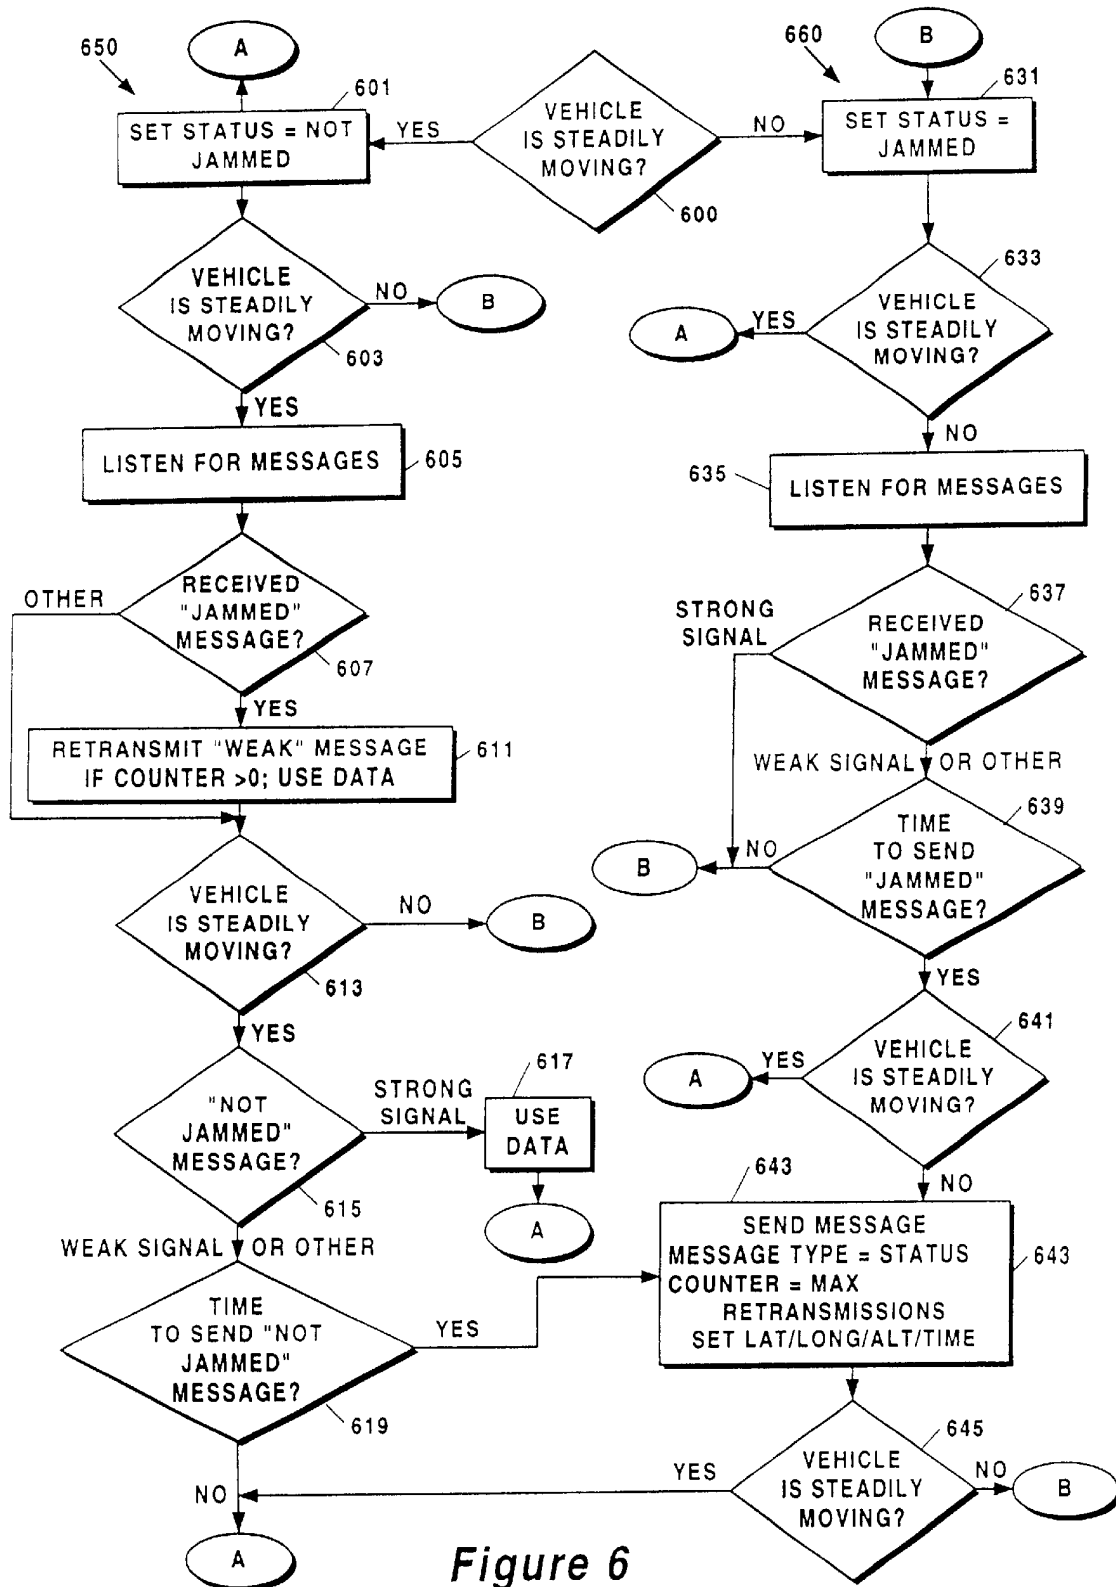 A
650
601
SET STATUS = NOT
JAMMED
YES
VEHICLE
IS STEADILY
MOVING?
600
NO
B
660
631
SET STATUS =
JAMMED
VEHICLE
IS STEADILY
MOVING?
603
NO
B
YES
633
VEHICLE
IS STEADILY
MOVING?
YES
A
NO
LISTEN FOR MESSAGES
605
635
LISTEN FOR MESSAGES
OTHER
RECEIVED
"JAMMED"
MESSAGE?
607
YES
STRONG
SIGNAL
637
RECEIVED
"JAMMED"
MESSAGE?
RETRANSMIT "WEAK" MESSAGE
IF COUNTER >0; USE DATA
611
WEAK SIGNAL OR OTHER
639
TIME
TO SEND
"JAMMED"
MESSAGE?
NO
B
YES
VEHICLE
IS STEADILY
MOVING?
613
NO
B
YES
641
VEHICLE
IS STEADILY
MOVING?
YES
A
NO
"NOT
JAMMED"
MESSAGE?
615
STRONG
SIGNAL
617
USE
DATA
A
WEAK SIGNAL OR OTHER
TIME
TO SEND "NOT
JAMMED"
MESSAGE?
619
YES
NO
643
SEND MESSAGE
MESSAGE TYPE = STATUS
COUNTER = MAX
RETRANSMISSIONS
SET LAT/LONG/ALT/TIME
643
645
VEHICLE
IS STEADILY
MOVING?
YES
NO
B
A
Figure 6